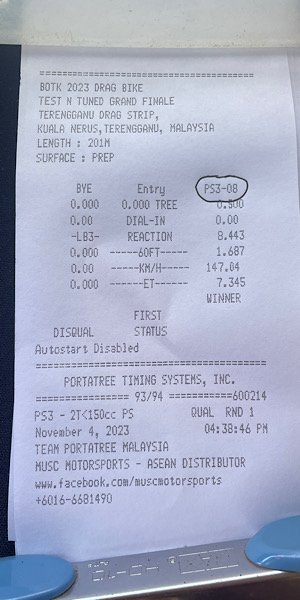 ========================================
BOTK 2023 DRAG BIKE
TEST N TUNED GRAND FINALE
TERENGGANU DRAG STRIP,
KUALA NERUS,TERENGGANU, MALAYSIA
LENGTH : 201M
SURFACE : PREP
BYE Entry PS3-08
0.000 0.000 TREE 0.500
0.00 DIAL-IN 0.00
-LB3- REACTION 8.443
0.000 ------60FT----- 1.687
0.00 ------KM/H----- 147.04
0.000 ------ET----- 7.345
WINNER
FIRST
DISQUAL STATUS
Autostart Disabled
========================================
PORTATREE TIMING SYSTEMS, INC.
================ 93/94 ===========600214
PS3 - 2T<150cc PS QUAL RND 1
November 4, 2023 04:38:46 PM
TEAM PORTATREE MALAYSIA
MUSC MOTORSPORTS - ASEAN DISTRIBUTOR
www.facebook.com/muscmotorsports
+6016-6681490